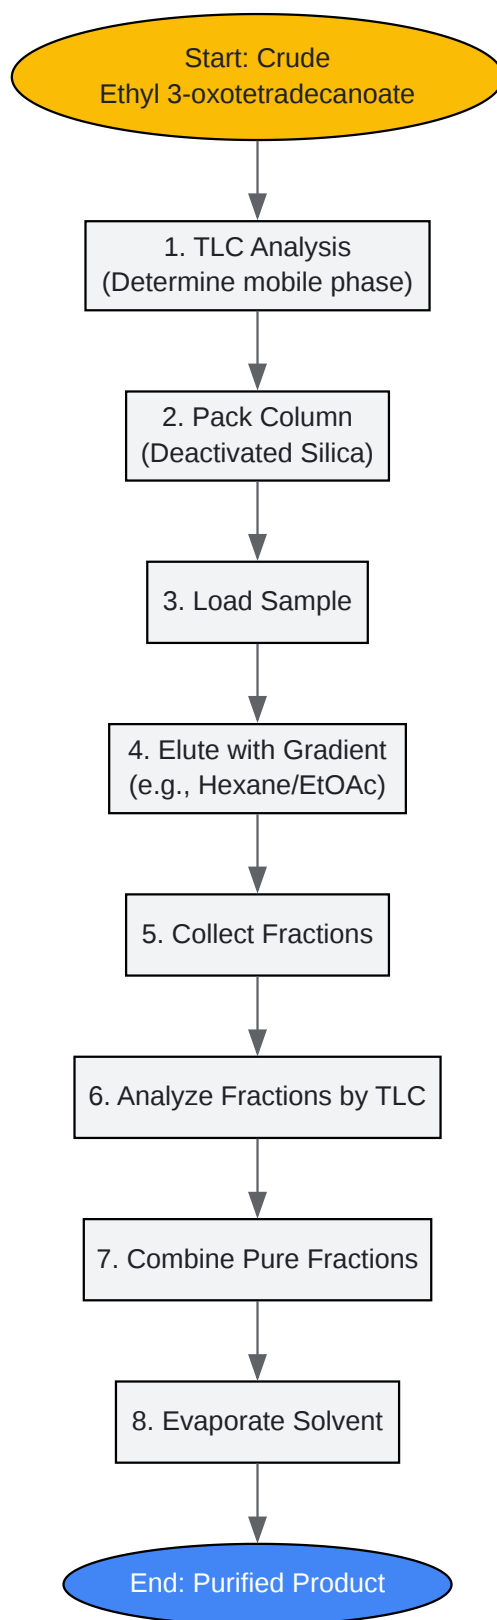 Start: Crude
Ethyl 3-oxotetradecanoate
1. TLC Analysis
(Determine mobile phase)
2. Pack Column
(Deactivated Silica)
3. Load Sample
4. Elute with Gradient
(e.g., Hexane/EtOAc)
5. Collect Fractions
6. Analyze Fractions by TLC
7. Combine Pure Fractions
8. Evaporate Solvent
End: Purified Product